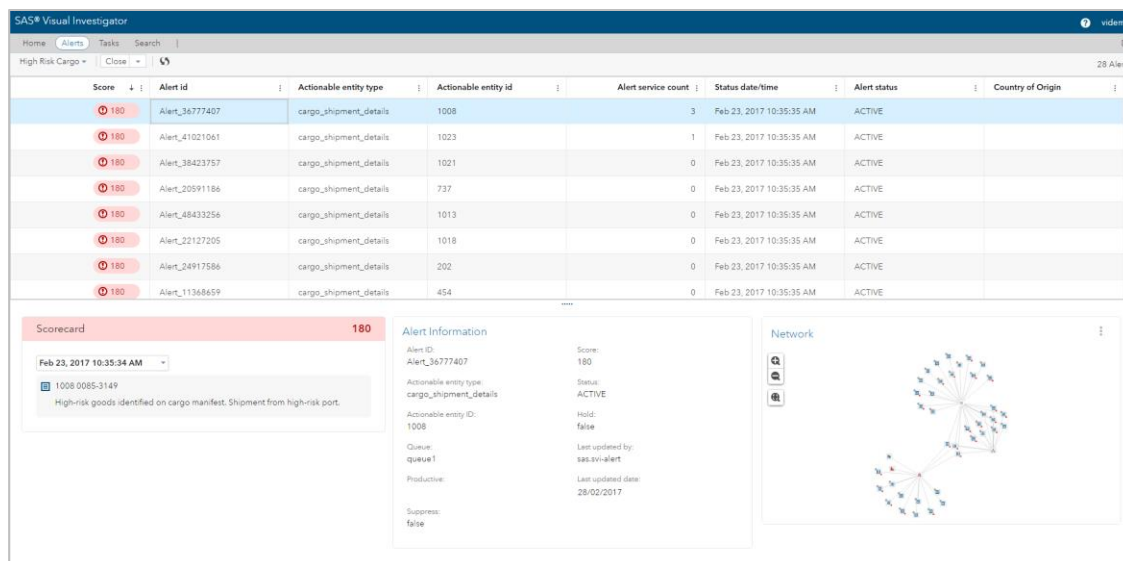 SAS® Visual Investigator
Home Alerts Tasks Search
High Risk Cargo Close
Score Alert id Actionable entity type Actionable entity id Alert service count Status date/time Alert status Country of Origin
180 Alert_36777407 cargo_shipment_details 1008 3 Feb 23, 2017 10:35:35 AM ACTIVE
180 Alert_41021061 cargo_shipment_details 1023 1 Feb 23, 2017 10:35:35 AM ACTIVE
180 Alert_38423757 cargo_shipment_details 1021 0 Feb 23, 2017 10:35:35 AM ACTIVE
180 Alert_20591186 cargo_shipment_details 737 0 Feb 23, 2017 10:35:35 AM ACTIVE
180 Alert_48433256 cargo_shipment_details 1013 0 Feb 23, 2017 10:35:35 AM ACTIVE
180 Alert_22127205 cargo_shipment_details 1018 0 Feb 23, 2017 10:35:35 AM ACTIVE
180 Alert_24917586 cargo_shipment_details 202 0 Feb 23, 2017 10:35:35 AM ACTIVE
180 Alert_11368659 cargo_shipment_details 454 0 Feb 23, 2017 10:35:35 AM ACTIVE
Scorecard 180
Feb 23, 2017 10:35:34 AM
1008 0085-3149
High-risk goods identified on cargo manifest. Shipment from high-risk port.
Alert Information
Alert ID: Score:
Alert_36777407 180
Actionable entity type: Status:
cargo_shipment_details ACTIVE
Actionable entity ID: Hold:
1008 false
Queue: Last updated by:
queue1 sas.svi-alert
Productive: Last updated date:
28/02/2017
Suppress:
false
Network